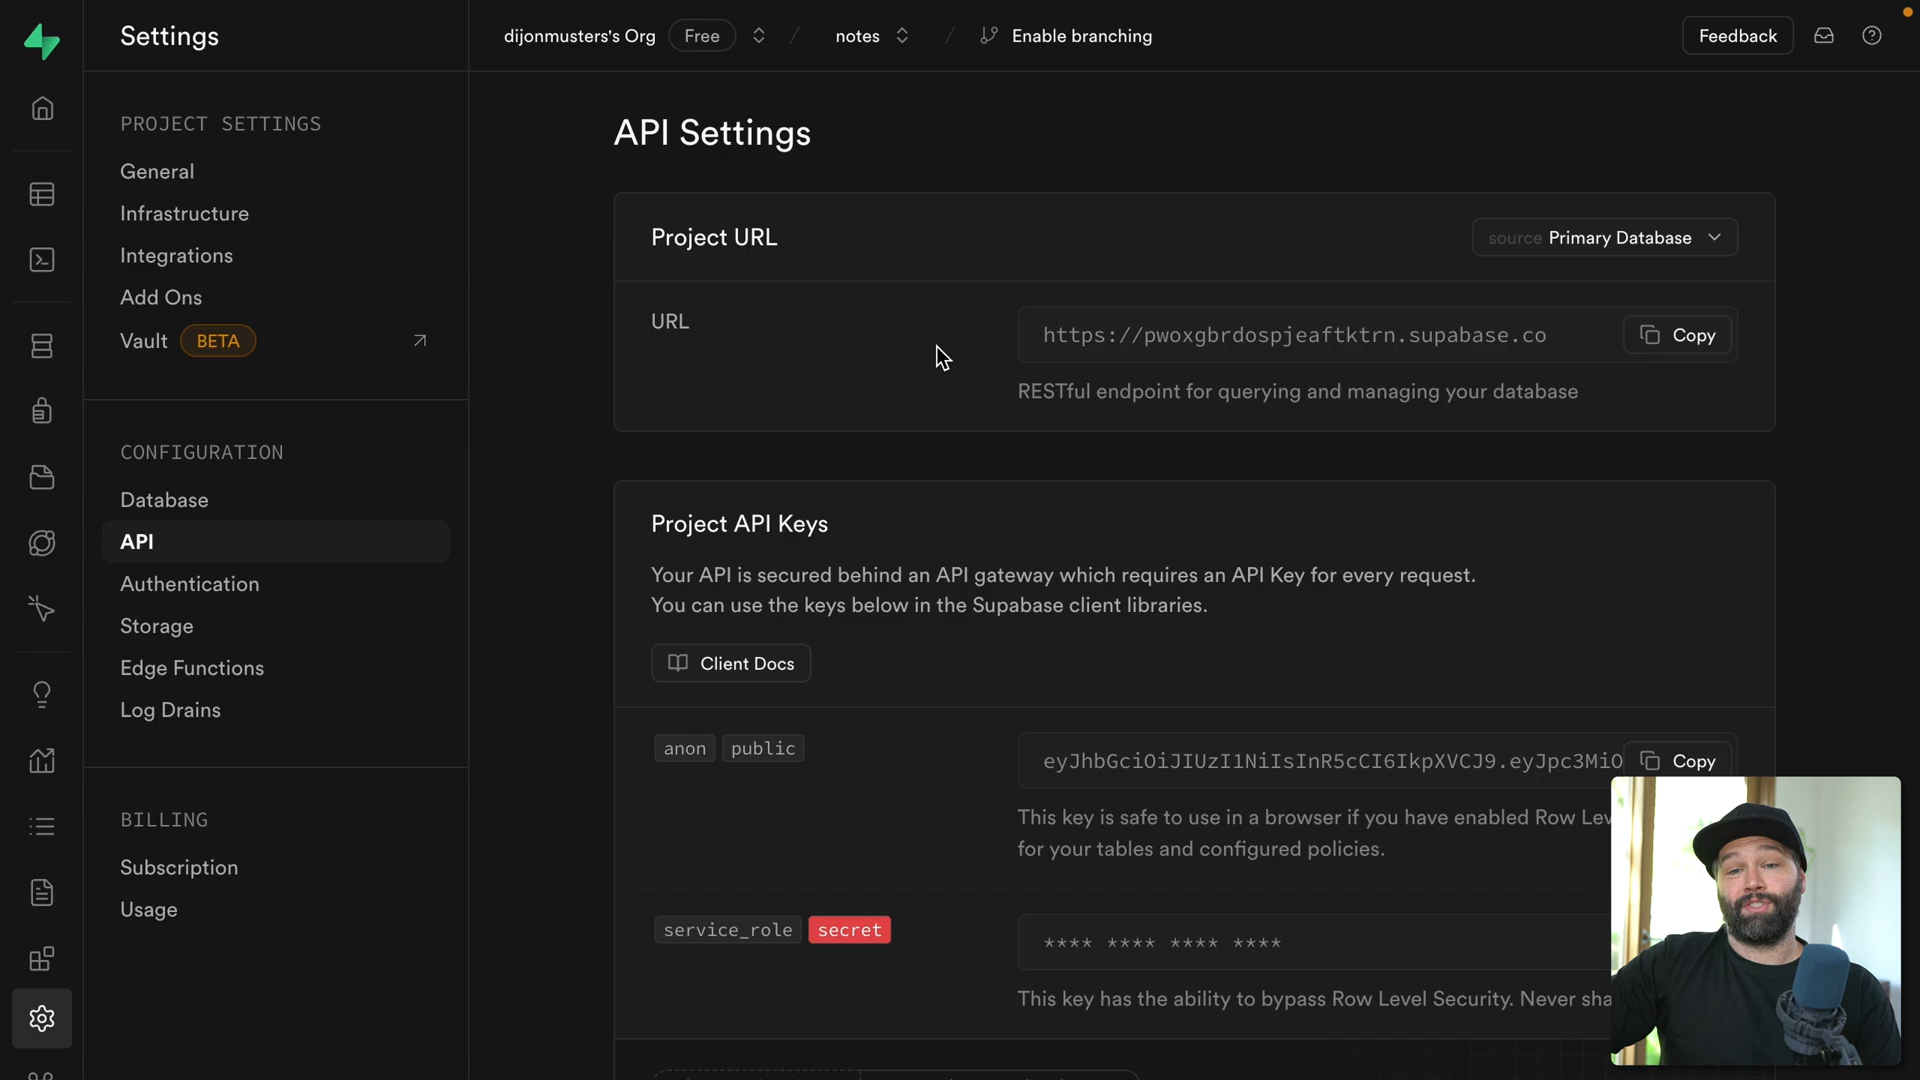 Settings
dijonmusters's Org Free / notes / Enable branching
Feedback
PROJECT SETTINGS
General
Infrastructure
Integrations
Add Ons
Vault BETA
CONFIGURATION
Database
API
Authentication
Storage
Edge Functions
Log Drains
BILLING
Subscription
Usage
API Settings
Project URL
source Primary Database
URL
https://pwoxgbrdospjeaftktrn.supabase.co
Copy
RESTful endpoint for querying and managing your database
Project API Keys
Your API is secured behind an API gateway which requires an API Key for every request.
You can use the keys below in the Supabase client libraries.
Client Docs
anon public
eyJhbGciOiJIUzI1NiIsInR5cCI6IkpXVCJ9.eyJpc3MiO
Copy
This key is safe to use in a browser if you have enabled Row Lev
for your tables and configured policies.
service_role secret
**** **** **** ****
This key has the ability to bypass Row Level Security. Never sha